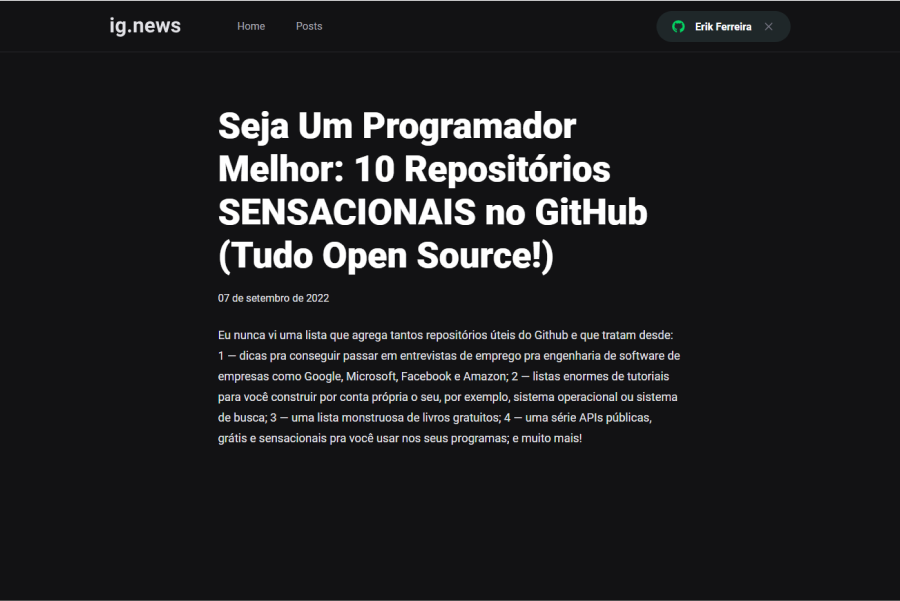 ig.news
Home
Posts
Erik Ferreira
Seja Um Programador
Melhor: 10 Repositórios
SENSACIONAIS no GitHub
(Tudo Open Source!)
07 de setembro de 2022
Eu nunca vi uma lista que agrega tantos repositórios úteis do Github e que tratam desde:
1 — dicas pra conseguir passar em entrevistas de emprego pra engenharia de software de
empresas como Google, Microsoft, Facebook e Amazon; 2 — listas enormes de tutoriais
para você construir por conta própria o seu, por exemplo, sistema operacional ou sistema
de busca; 3 — uma lista monstruosa de livros gratuitos; 4 — uma série APIs públicas,
grátis e sensacionais pra você usar nos seus programas; e muito mais!